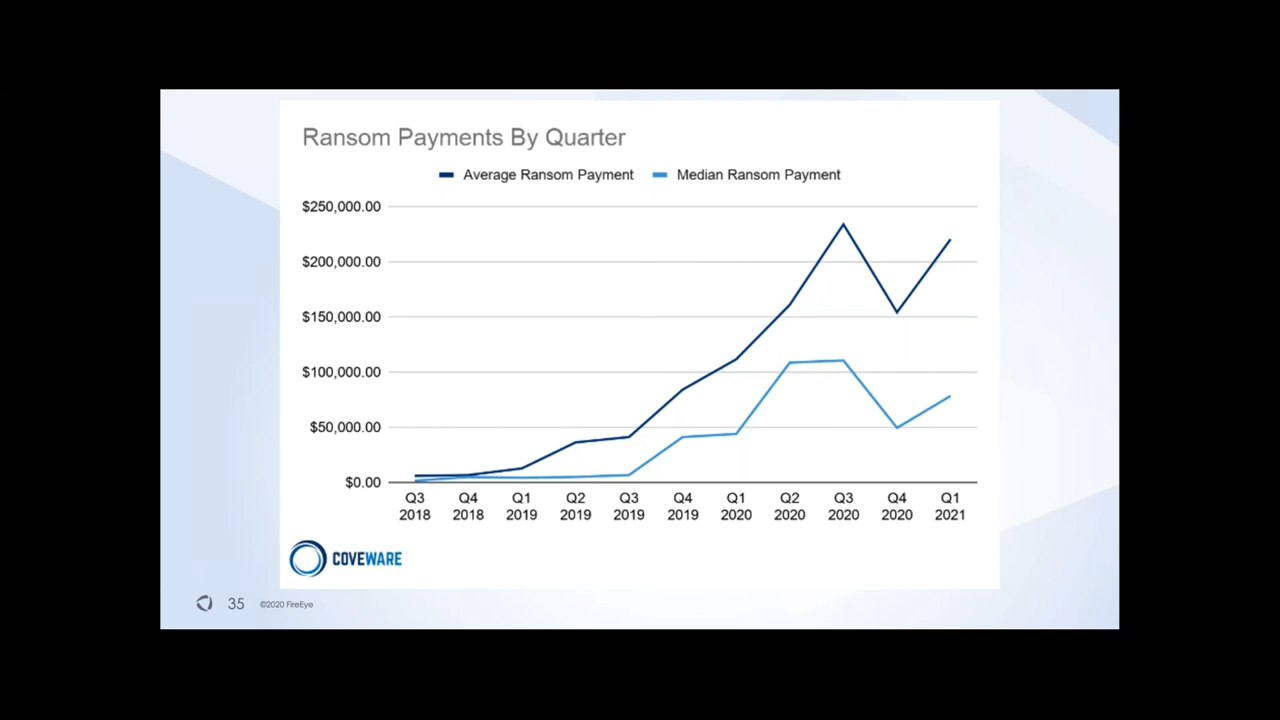 Ransom Payments By Quarter
Average Ransom Payment Median Ransom Payment
$250,000.00
$200,000.00
$150,000.00
$100,000.00
$50,000.00
$0.00
Q3 Q4 Q1 Q2 Q3 Q4 Q1 Q2 Q3 Q4 Q1
2018 2018 2019 2019 2019 2019 2020 2020 2020 2020 2021
COVEWARE
35 ©2020 FireEye